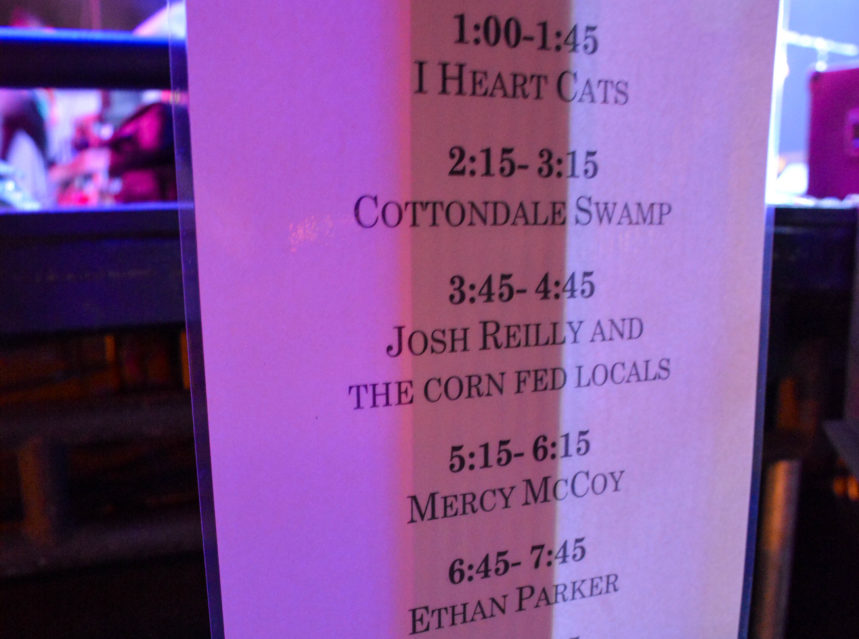 1:00-1:45
I HEART CATS
2:15- 3:15
COTTONDALE SWAMP
3:45- 4:45
JOSH REILLY AND
THE CORN FED LOCALS
5:15- 6:15
MERCY MCCOY
6:45- 7:45
ETHAN PARKER